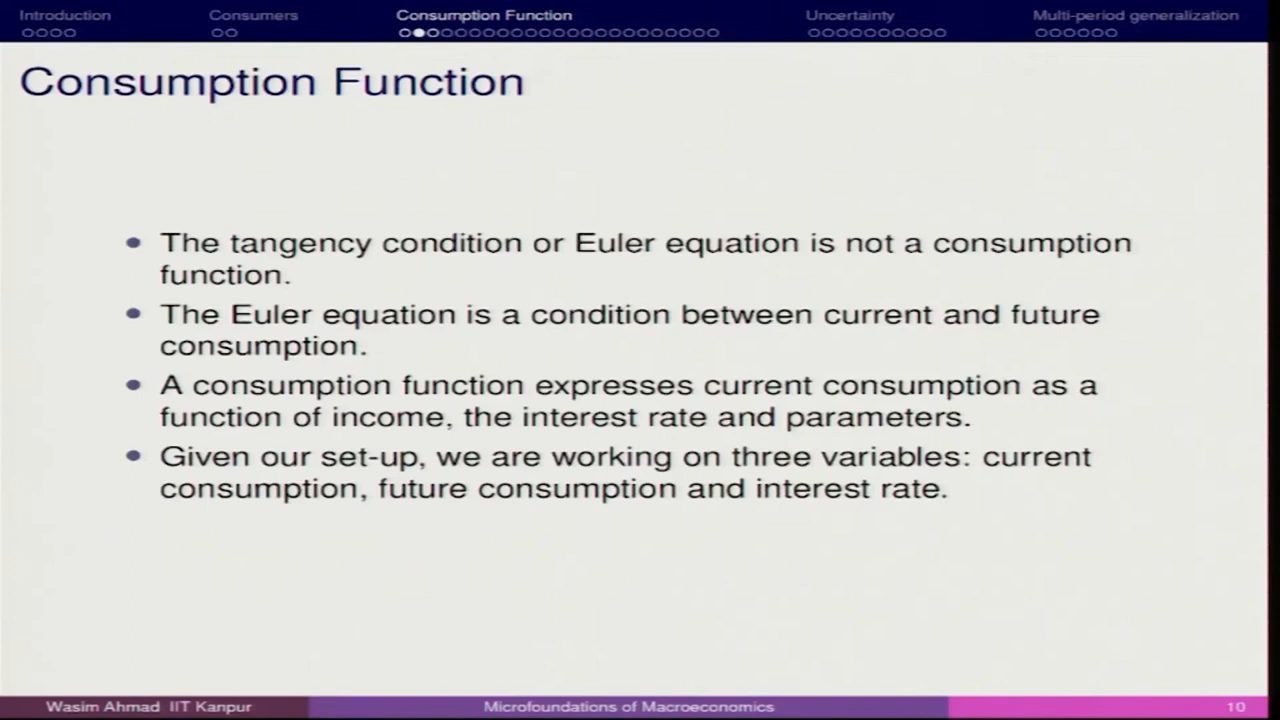 Introduction Consumers Consumption Function Uncertainty Multi-period generalization
Consumption Function
• The tangency condition or Euler equation is not a consumption
function.
• The Euler equation is a condition between current and future
consumption.
• A consumption function expresses current consumption as a
function of income, the interest rate and parameters.
• Given our set-up, we are working on three variables: current
consumption, future consumption and interest rate.
Wasim Ahmad IIT Kanpur Microfoundations of Macroeconomics 10